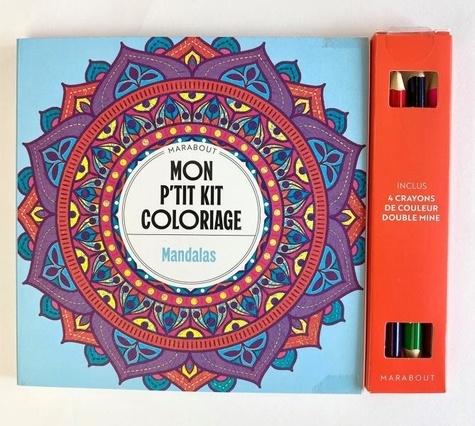 MARABOUT
MON
P'TIT KIT
COLORIAGE
Mandalas
INCLUS
4 CRAYONS
DE COULEUR
DOUBLE MINE
MARABOUT